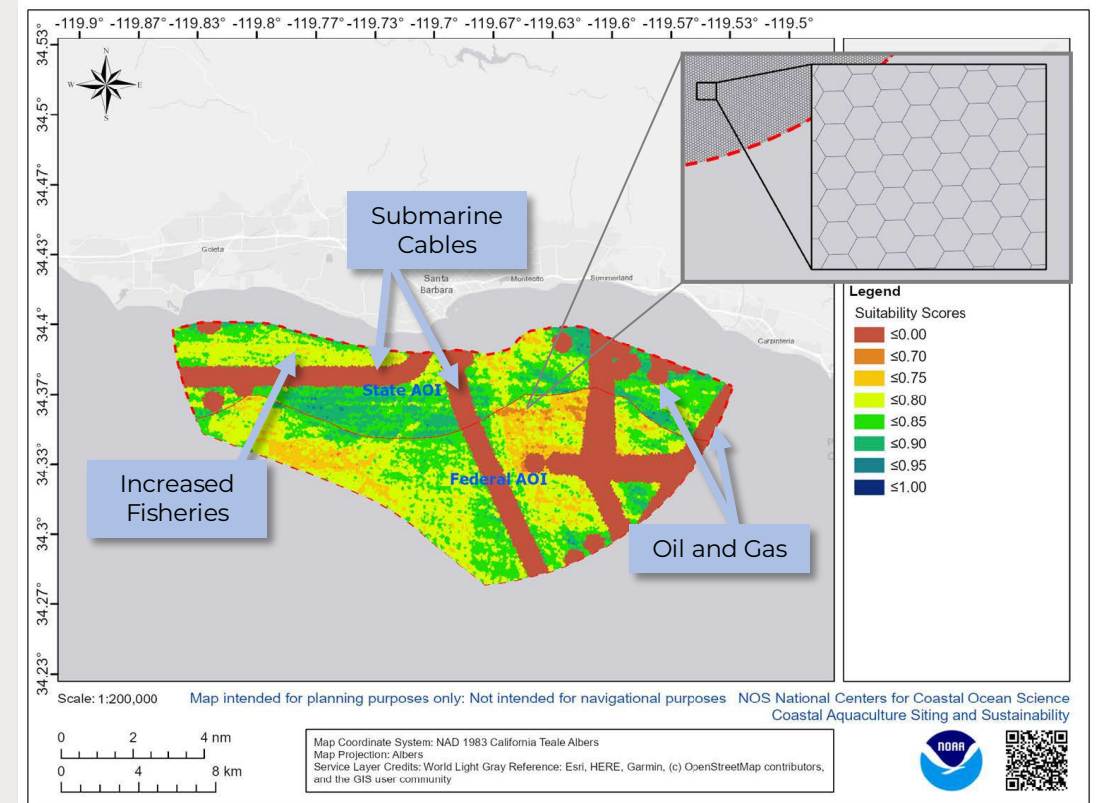 -119.9° -119.87° -119.83° -119.8° -119.77° -119.73° -119.7° -119.67° -119.63° -119.6° -119.57° -119.53° -119.5°
34.53°
34.5°
34.47°
34.43°
34.4°
34.37°
34.33°
34.3°
34.27°
34.23°
N
W
E
S
Submarine
Cables
Goleta
Santa
Barbara
Montecito
Summerland
Carpinteria
State AOI
Federal AOI
Increased
Fisheries
Oil and Gas
Legend
Suitability Scores
≤0.00
≤0.70
≤0.75
≤0.80
≤0.85
≤0.90
≤0.95
≤1.00
Scale: 1:200,000
Map intended for planning purposes only: Not intended for navigational purposes
NOS National Centers for Coastal Ocean Science
Coastal Aquaculture Siting and Sustainability
0 2 4 nm
0 4 8 km
Map Coordinate System: NAD 1983 California Teale Albers
Map Projection: Albers
Service Layer Credits: World Light Gray Reference: Esri, HERE, Garmin, (c) OpenStreetMap contributors,
and the GIS user community
NOAA